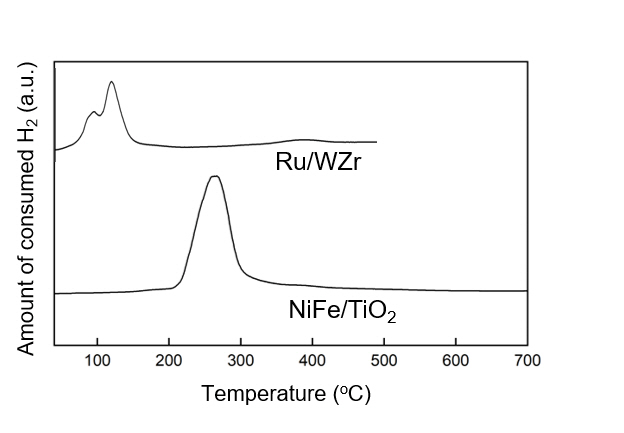 Amount of consumed H₂ (a.u.)
Ru/WZr
NiFe/TiO₂
100 200 300 400 500 600 700
Temperature (ºC)